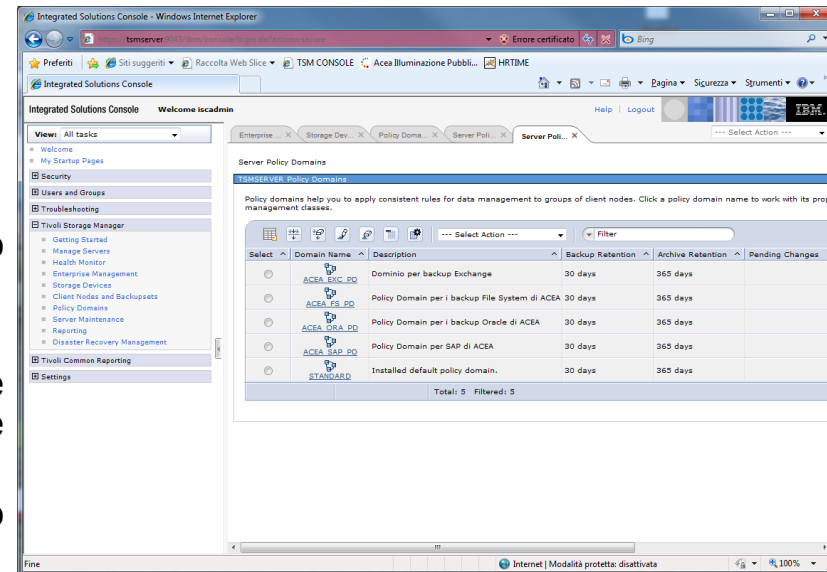 Integrated Solutions Console - Windows Internet Explorer
https://tsmserver:9043/ibm/console/login.do?action=secure
Errore certificato
Bing
Preferiti
Siti suggeriti
Raccolta Web Slice
TSM CONSOLE
Acea Illuminazione Pubbli...
HRTIME
Integrated Solutions Console
Pagina
Sicurezza
Strumenti
Integrated Solutions Console Welcome iscadmin
Help
Logout
IBM.
View: All tasks
Enterprise ... X
Storage Dev... X
Policy Doma... X
Server Poli... X
Server Poli... X
--- Select Action ---
Welcome
My Startup Pages
Security
Users and Groups
Troubleshooting
Tivoli Storage Manager
Getting Started
Manage Servers
Health Monitor
Enterprise Management
Storage Devices
Client Nodes and Backupsets
Policy Domains
Server Maintenance
Reporting
Disaster Recovery Management
Tivoli Common Reporting
Settings
Server Policy Domains
TSMSERVER Policy Domains
Policy domains help you to apply consistent rules for data management to groups of client nodes. Click a policy domain name to work with its prop
management classes.
--- Select Action ---
Filter
Select Domain Name Description Backup Retention Archive Retention Pending Changes
ACEA_EXC_PD Dominio per backup Exchange 30 days 365 days
ACEA_FS_PD Policy Domain per i backup File System di ACEA 30 days 365 days
ACEA_ORA_PD Policy Domain per i backup Oracle di ACEA 30 days 365 days
ACEA_SAP_PD Policy Domain per SAP di ACEA 30 days 365 days
STANDARD Installed default policy domain. 30 days 365 days
Total: 5 Filtered: 5
Fine
Internet | Modalità protetta: disattivata
100%